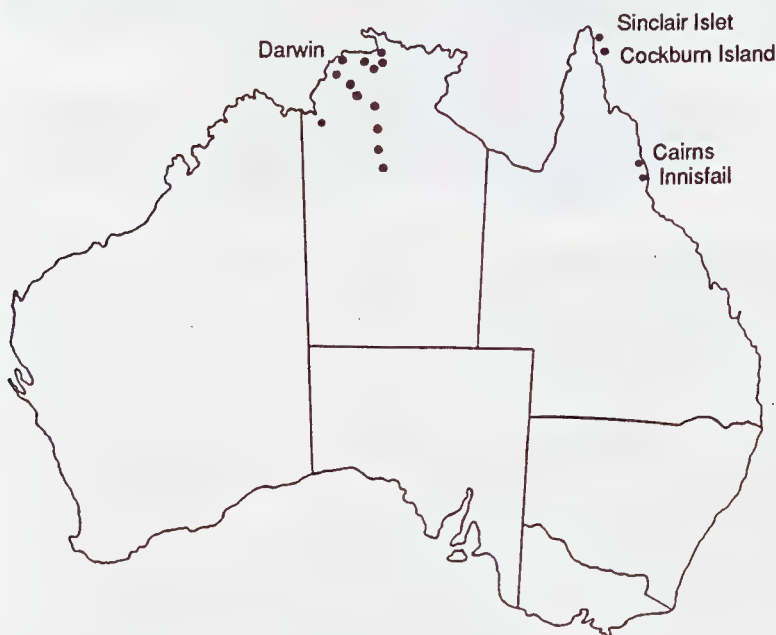 Sinclair Islet
Darwin
Cockburn Island
Cairns
Innisfail